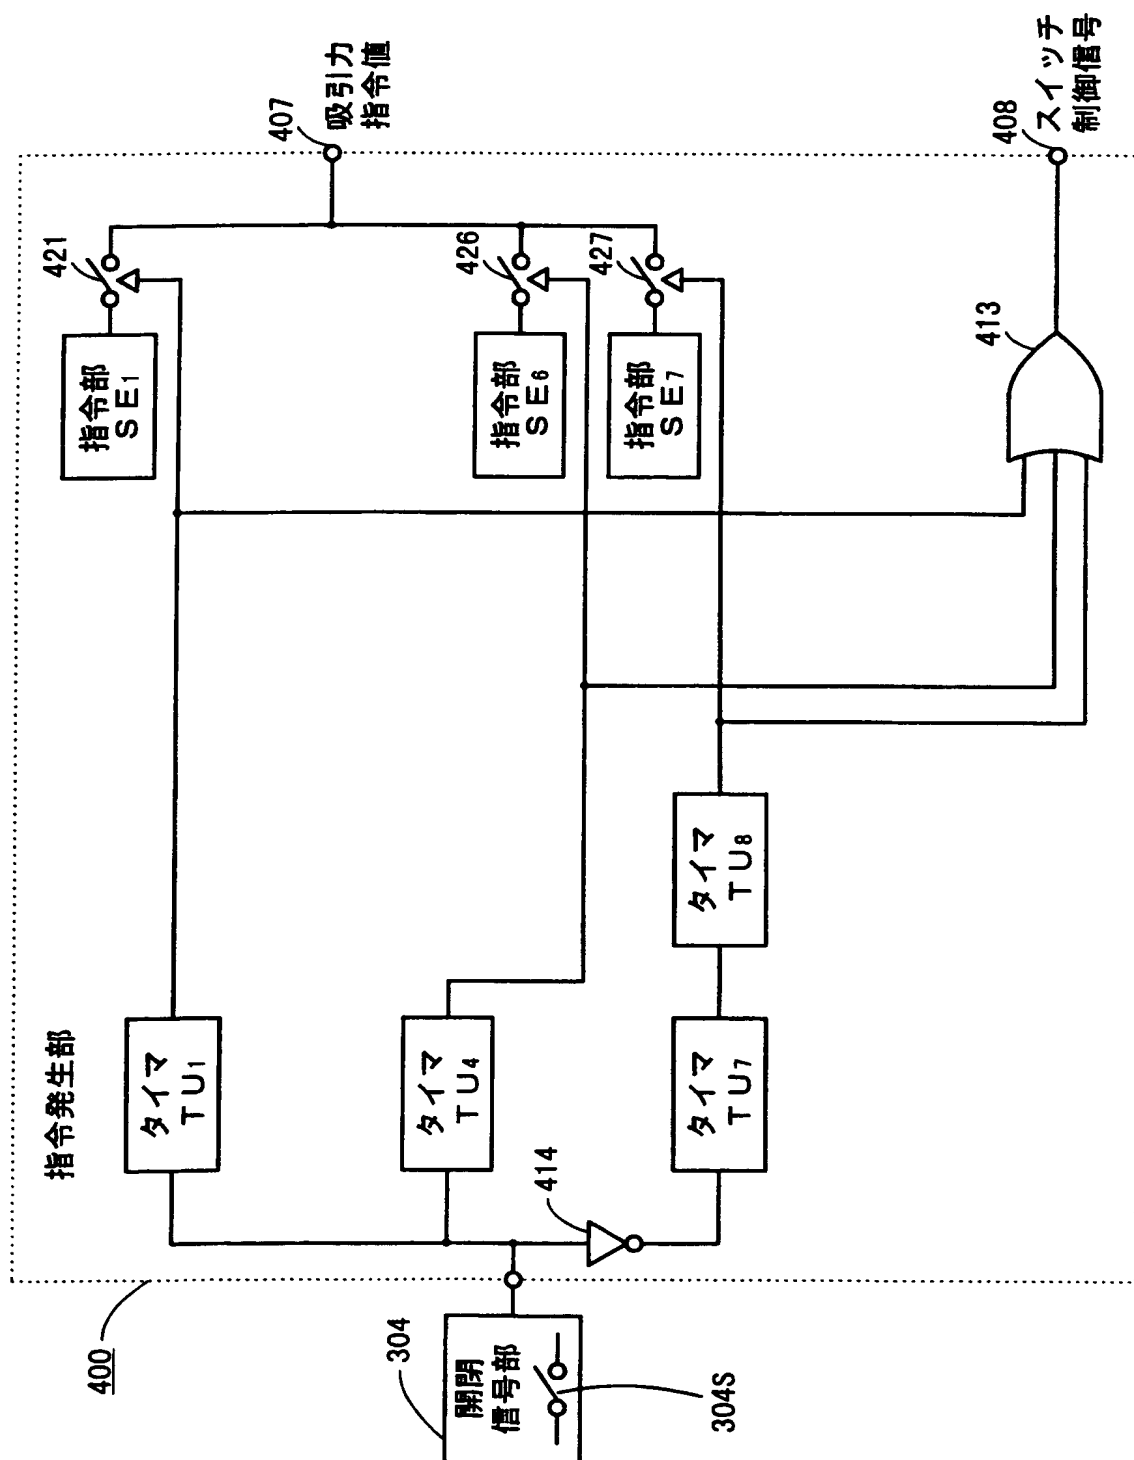 400
指令発生部
304
開閉
信号部
304S
414
タイマ
TU1
タイマ
TU4
タイマ
TU7
タイマ
TU8
指令部
SE1
指令部
SE6
指令部
SE7
421
426
427
413
407
吸引力
指令値
408
スイッチ
制御信号